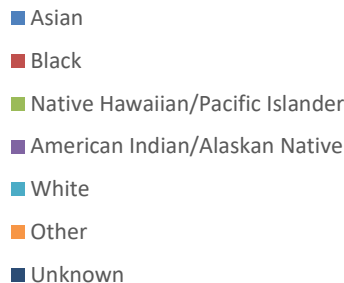 Asian
Black
Native Hawaiian/Pacific Islander
American Indian/Alaskan Native
White
Other
Unknown